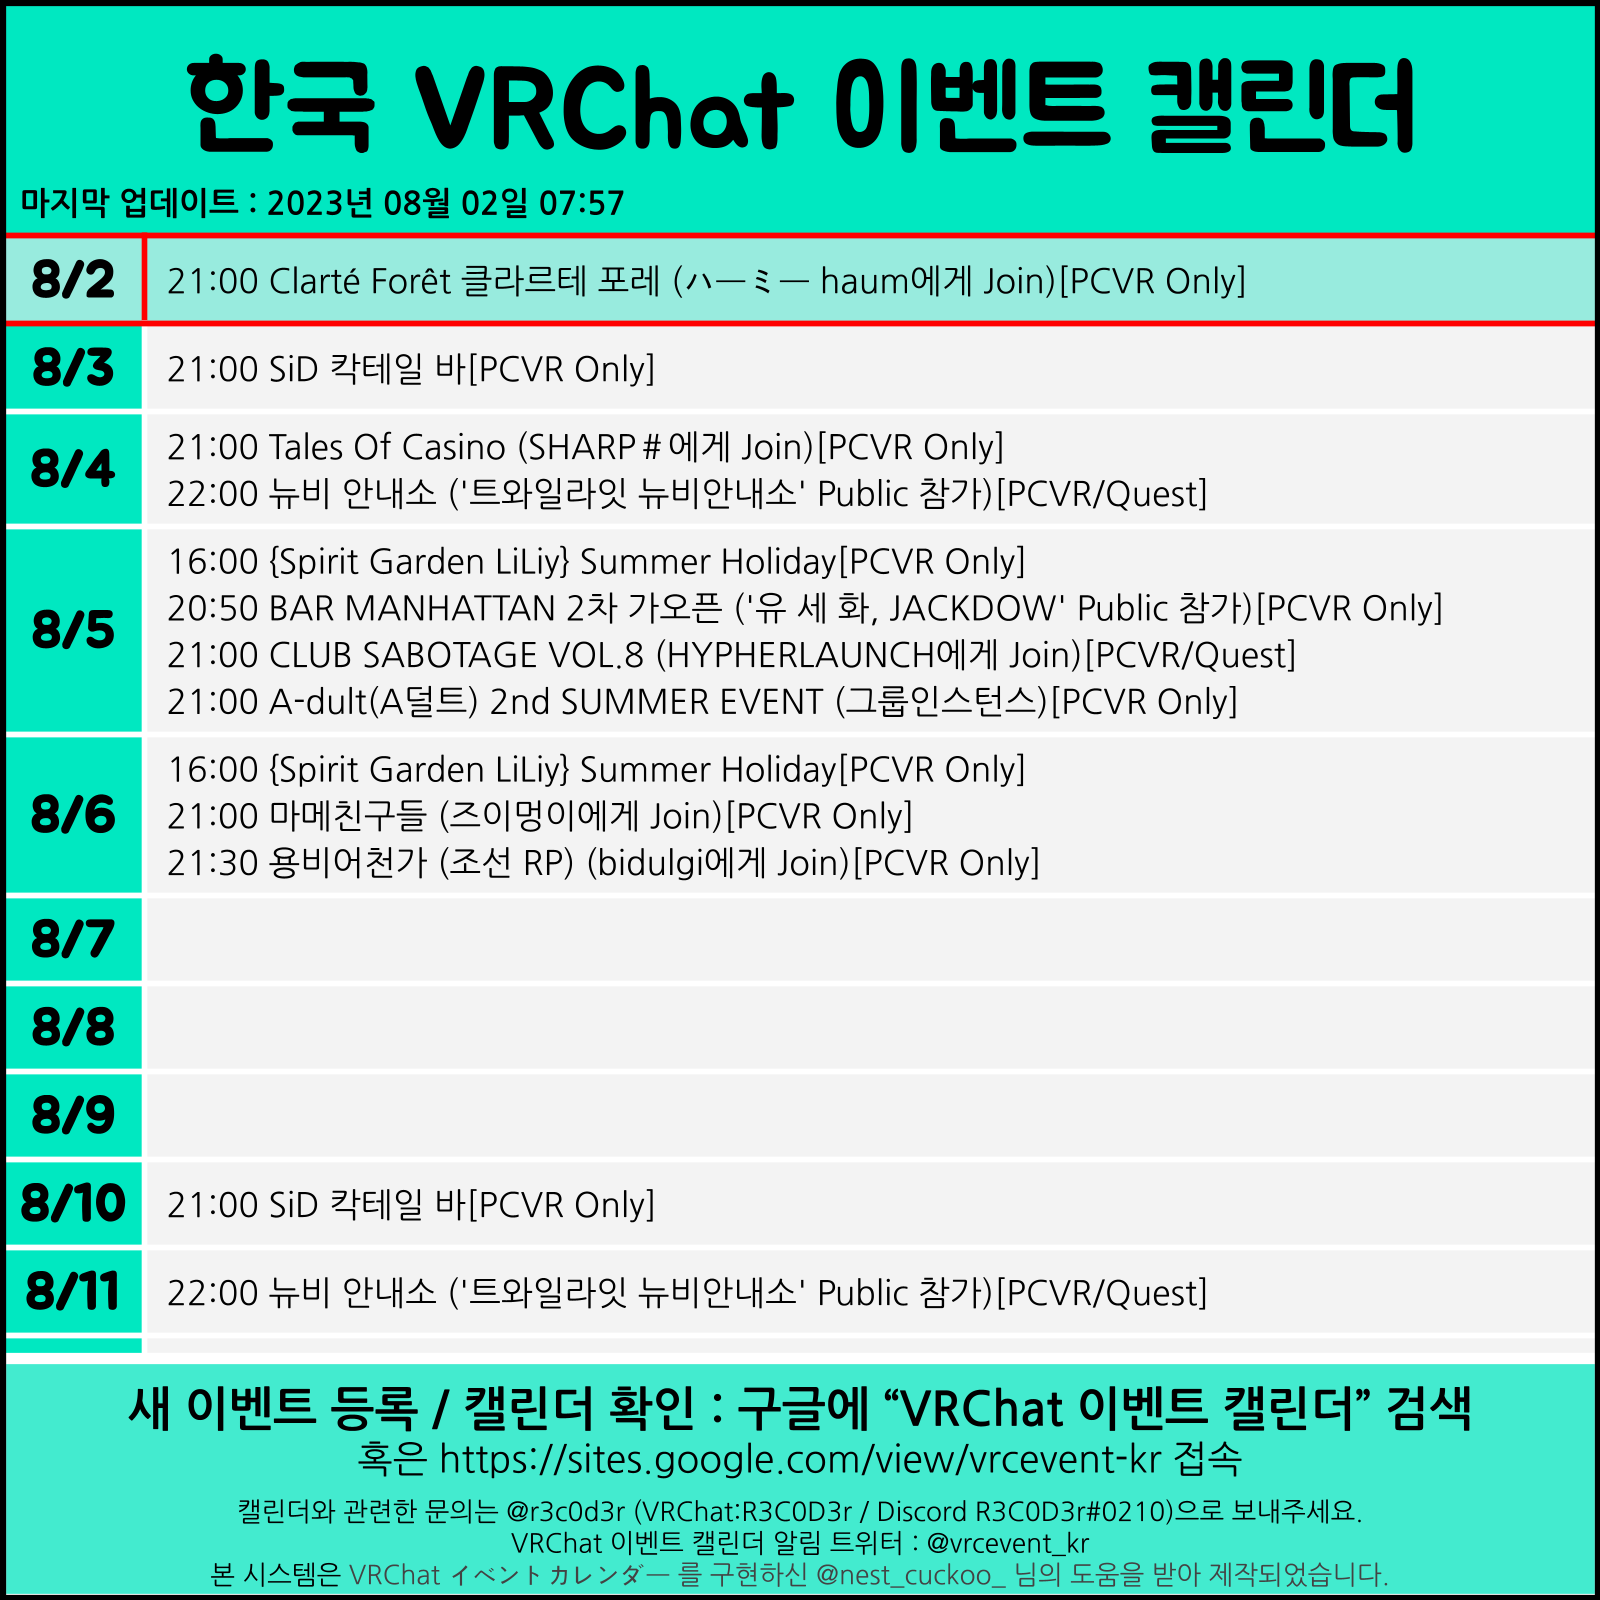 한국 VRChat 이벤트 캘린더
마지막 업데이트 : 2023년 08월 02일 07:57
8/2
21:00 Clarté Forêt 클라르테 포레 (ハーミー haum에게 Join)[PCVR Only]
8/3
21:00 SiD 칵테일 바[PCVR Only]
8/4
21:00 Tales Of Casino (SHARP＃에게 Join)[PCVR Only]
22:00 뉴비 안내소 ('트와일라잇 뉴비안내소' Public 참가)[PCVR/Quest]
8/5
16:00 {Spirit Garden LiLiy} Summer Holiday[PCVR Only]
20:50 BAR MANHATTAN 2차 가오픈 ('유 세 화, JACKDOW' Public 참가)[PCVR Only]
21:00 CLUB SABOTAGE VOL.8 (HYPHERLAUNCH에게 Join)[PCVR/Quest]
21:00 A-dult(A덜트) 2nd SUMMER EVENT (그룹인스턴스)[PCVR Only]
8/6
16:00 {Spirit Garden LiLiy} Summer Holiday[PCVR Only]
21:00 마메친구들 (즈이멍이에게 Join)[PCVR Only]
21:30 용비어천가 (조선 RP) (bidulgi에게 Join)[PCVR Only]
8/7
8/8
8/9
8/10
21:00 SiD 칵테일 바[PCVR Only]
8/11
22:00 뉴비 안내소 ('트와일라잇 뉴비안내소' Public 참가)[PCVR/Quest]
새 이벤트 등록 / 캘린더 확인 : 구글에 “VRChat 이벤트 캘린더” 검색
혹은 https://sites.google.com/view/vrcevent-kr 접속
캘린더와 관련한 문의는 @r3c0d3r (VRChat:R3C0D3r / Discord R3C0D3r#0210)으로 보내주세요.
VRChat 이벤트 캘린더 알림 트위터 : @vrcevent_kr
본 시스템은 VRChat イベントカレンダー 를 구현하신 @nest_cuckoo_ 님의 도움을 받아 제작되었습니다.